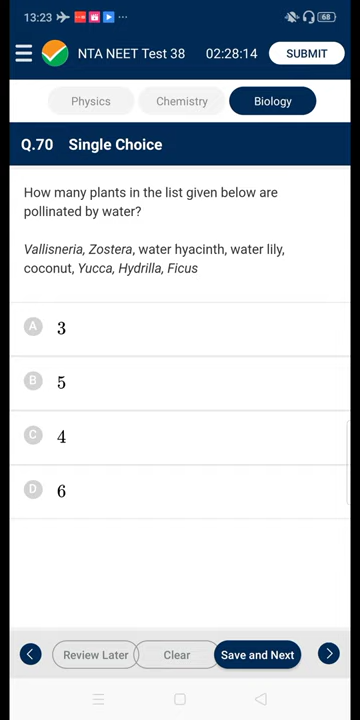 13:23
68
NTA NEET Test 38
02:28:14
SUBMIT
Physics
Chemistry
Biology
Q.70 Single Choice
How many plants in the list given below are
pollinated by water?
Vallisneria, Zostera, water hyacinth, water lily,
coconut, Yucca, Hydrilla, Ficus
A 3
B 5
C 4
D 6
Review Later
Clear
Save and Next